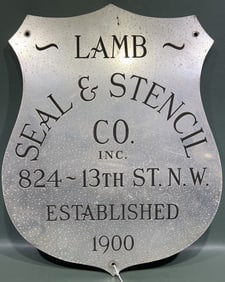 ~ LAMB ~
SEAL & STENCIL
CO.
INC.
824~13TH ST. N.W.
ESTABLISHED
1900